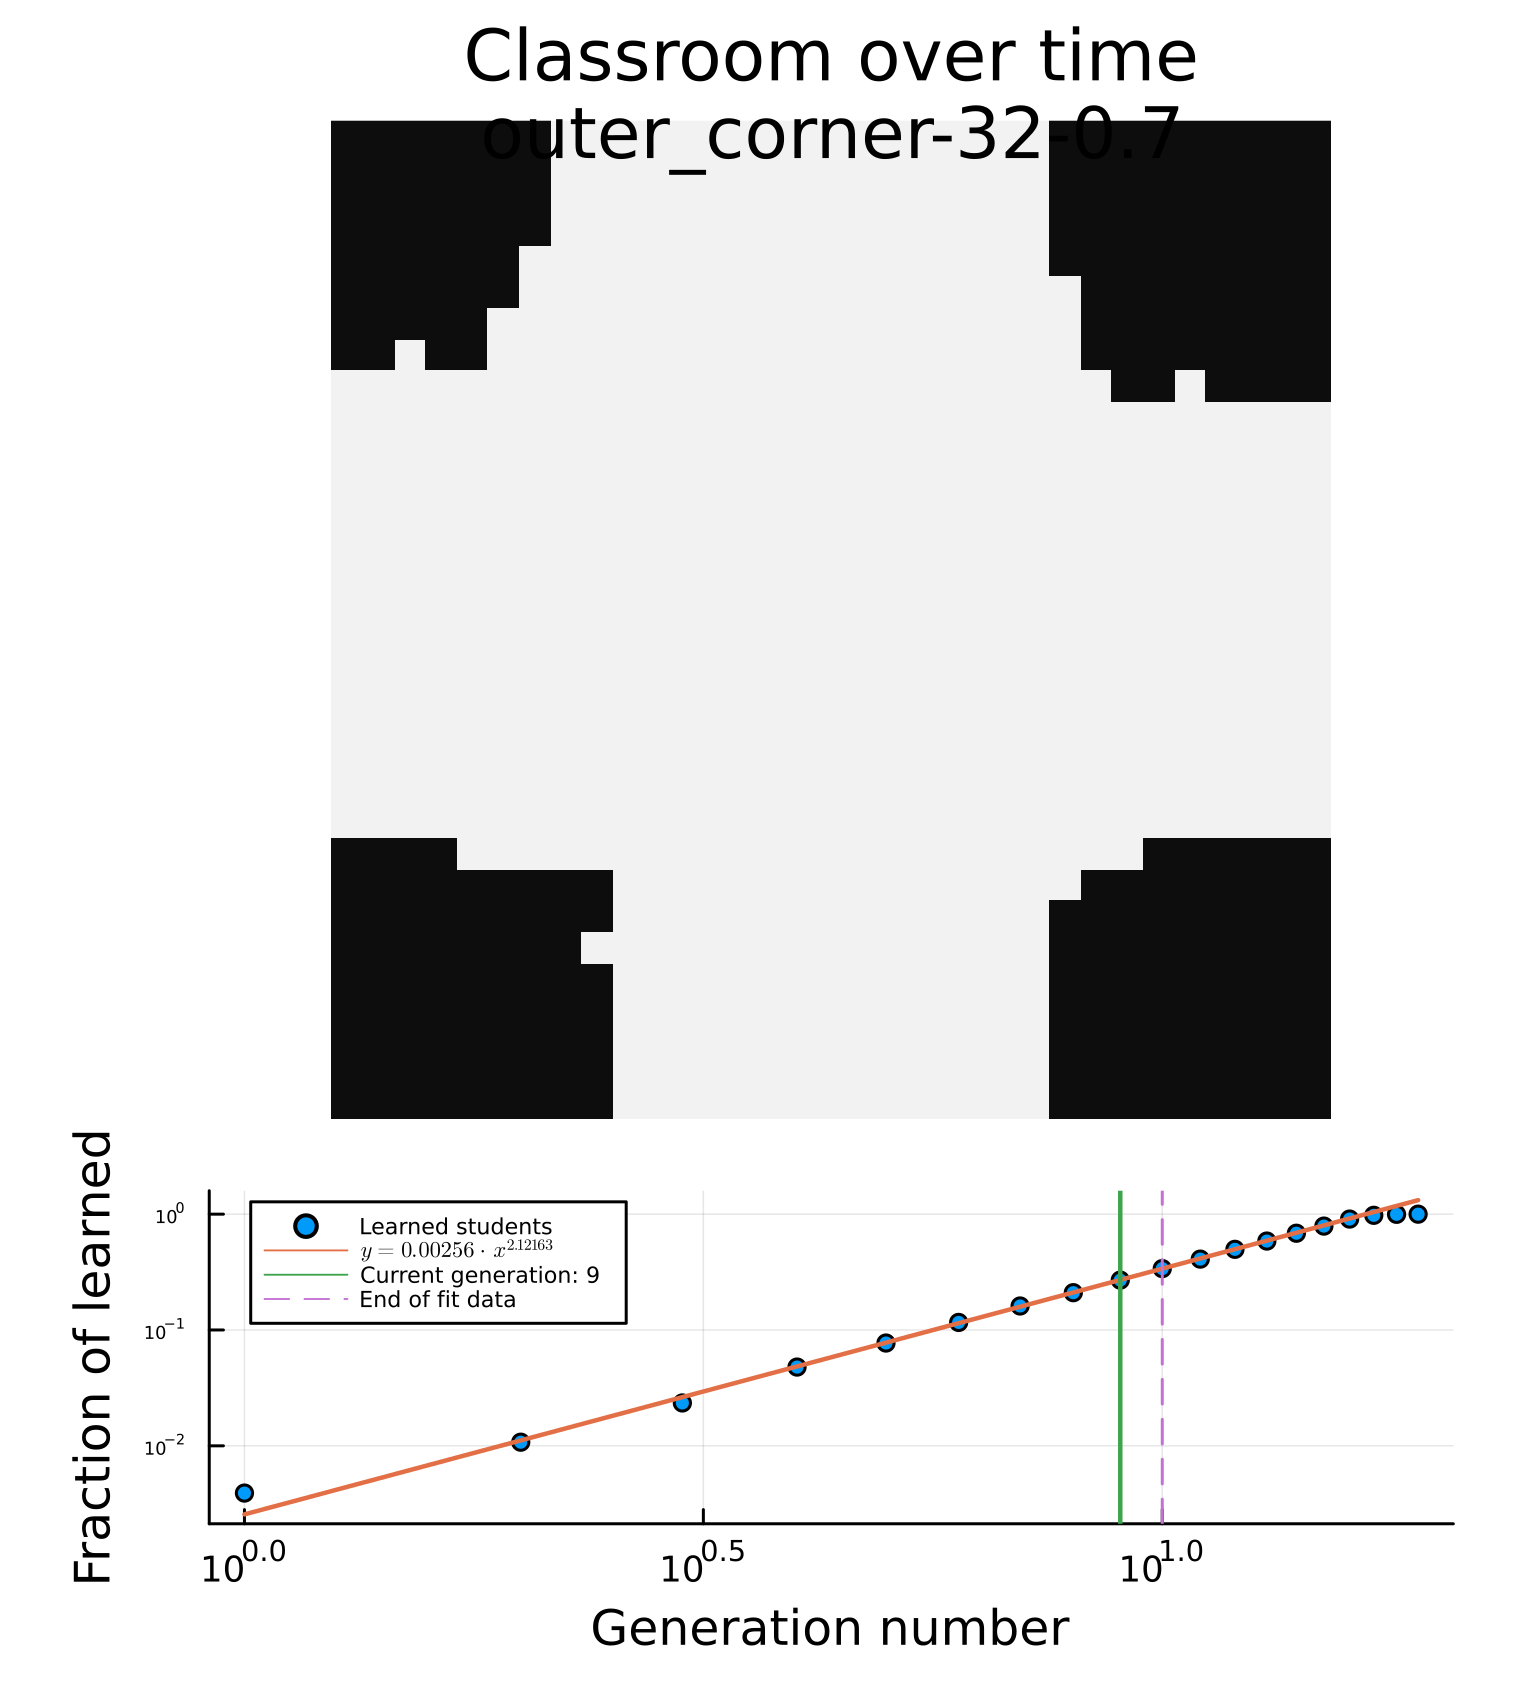 Classroom over time
outer_corner-32-0.7
Fraction of learned
10⁰
10⁻¹
10⁻²
Learned students
y = 0.00256 · x^2.12163
Current generation: 9
End of fit data
10^0.0
10^0.5
10^1.0
Generation number